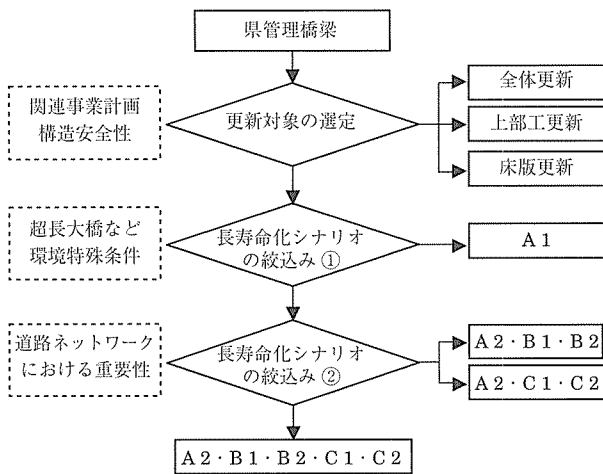 県管理橋梁
関連事業計画
構造安全性
更新対象の選定
全体更新
上部工更新
床版更新
超長大橋など
環境特殊条件
長寿命化シナリオ
の絞込み①
A1
道路ネットワーク
における重要性
長寿命化シナリオ
の絞込み②
A2・B1・B2
A2・C1・C2
A2・B1・B2・C1・C2